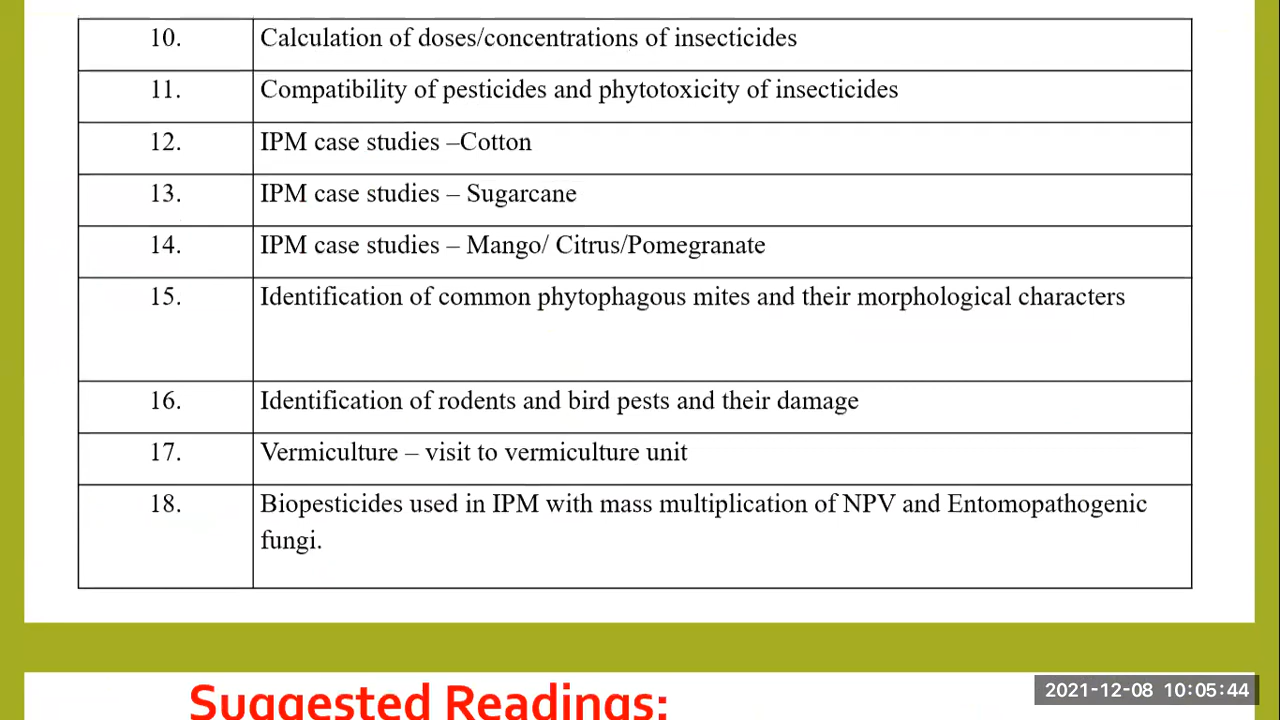 10. Calculation of doses/concentrations of insecticides
11. Compatibility of pesticides and phytotoxicity of insecticides
12. IPM case studies –Cotton
13. IPM case studies – Sugarcane
14. IPM case studies – Mango/ Citrus/Pomegranate
15. Identification of common phytophagous mites and their morphological characters
16. Identification of rodents and bird pests and their damage
17. Vermiculture – visit to vermiculture unit
18. Biopesticides used in IPM with mass multiplication of NPV and Entomopathogenic
fungi.
Suggested Readings:
2021-12-08 10:05:44